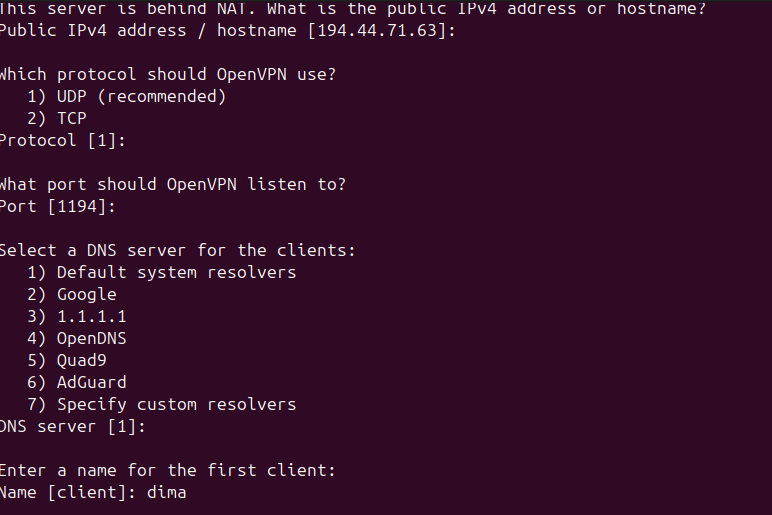 This server is behind NAT. What is the public IPv4 address or hostname?
Public IPv4 address / hostname [194.44.71.63]:
Which protocol should OpenVPN use?
1) UDP (recommended)
2) TCP
Protocol [1]:
What port should OpenVPN listen to?
Port [1194]:
Select a DNS server for the clients:
1) Default system resolvers
2) Google
3) 1.1.1.1
4) OpenDNS
5) Quad9
6) AdGuard
7) Specify custom resolvers
DNS server [1]:
Enter a name for the first client:
Name [client]: dima